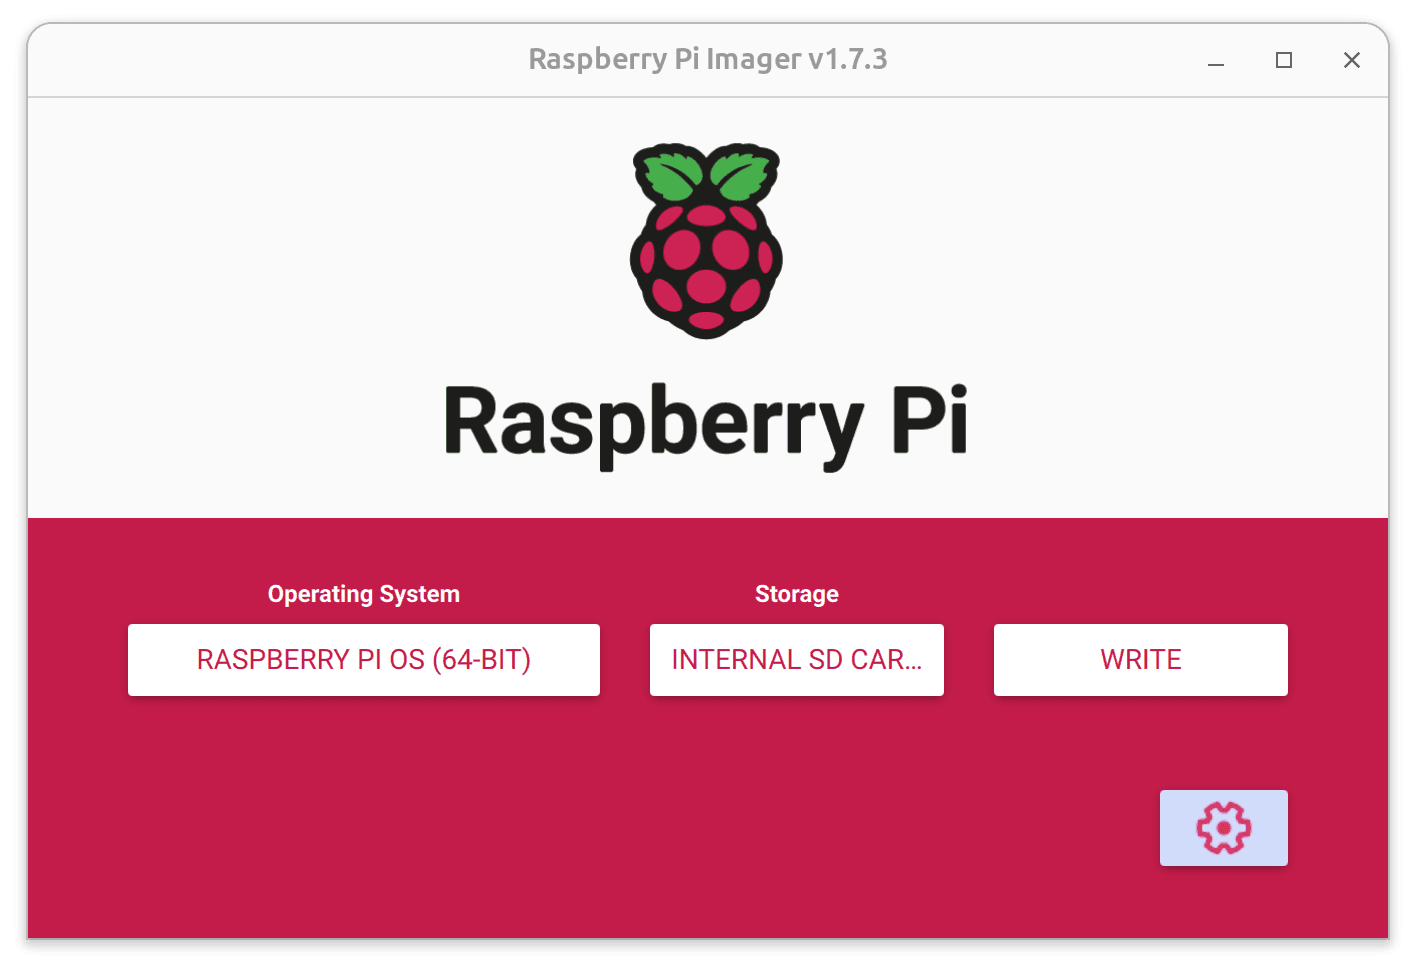 Raspberry Pi Imager v1.7.3
Raspberry Pi
Operating System
Storage
RASPBERRY PI OS (64-BIT)
INTERNAL SD CAR...
WRITE